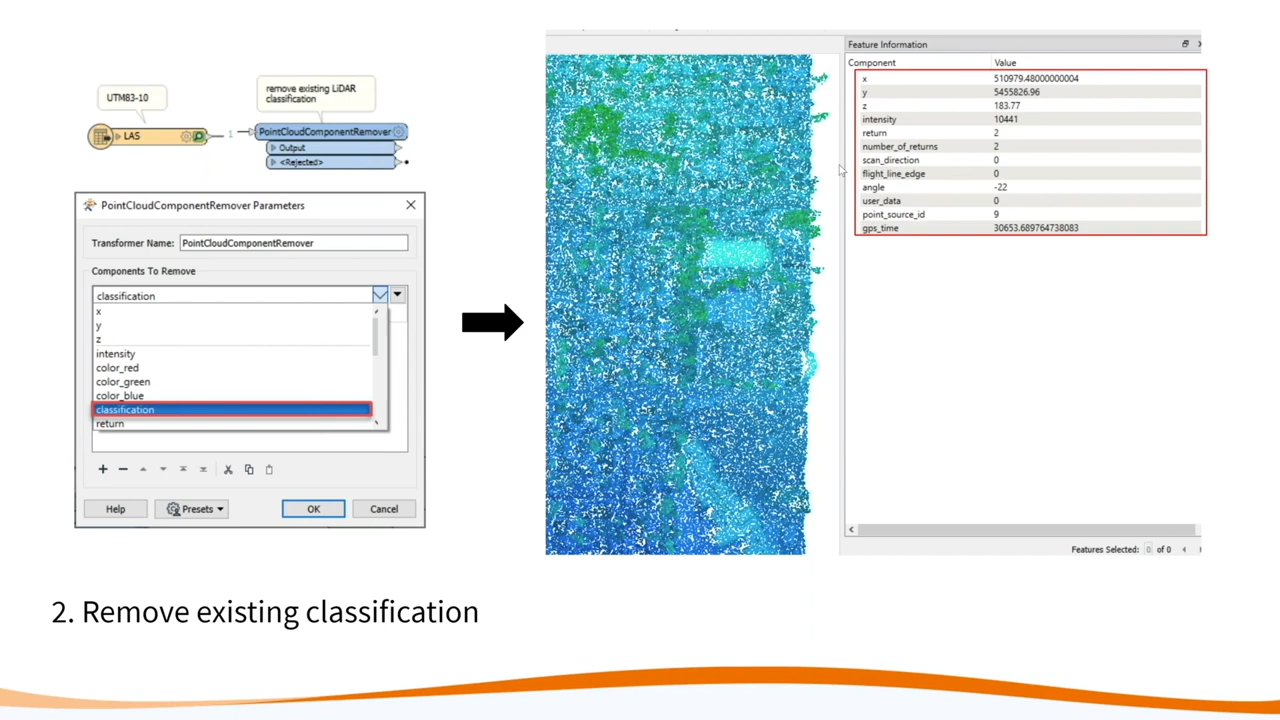 UTM83-10
remove existing LiDAR
classification
LAS
1
PointCloudComponentRemover
Output
<Rejected>
PointCloudComponentRemover Parameters
Transformer Name: PointCloudComponentRemover
Components To Remove
classification
x
y
z
intensity
color_red
color_green
color_blue
classification
return
Help
Presets
OK
Cancel
Feature Information
Component Value
x 510979.48000000004
y 5455826.96
z 183.77
intensity 10441
return 2
number_of_returns 2
scan_direction 0
flight_line_edge 0
angle -22
user_data 0
point_source_id 9
gps_time 30653.689764738083
Features Selected: 0 of 0
2. Remove existing classification